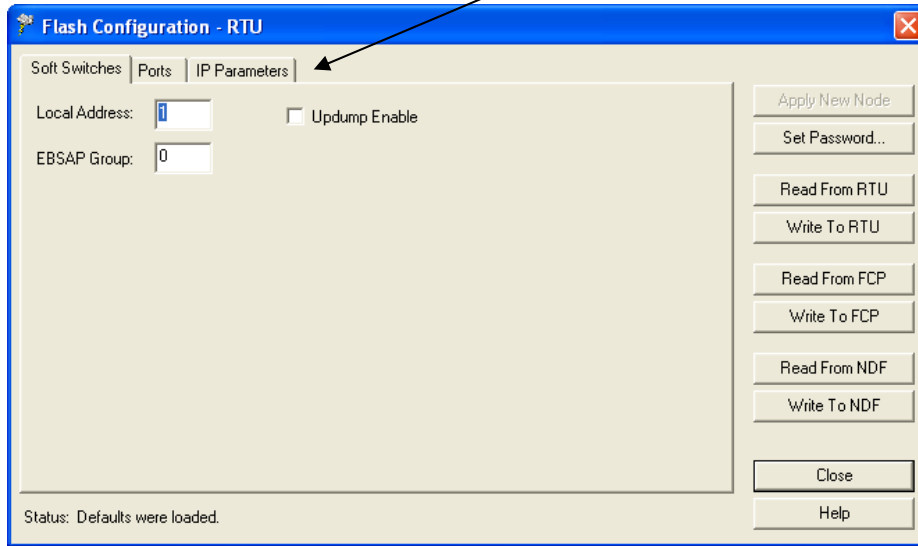 Flash Configuration - RTU
Soft Switches
Ports
IP Parameters
Local Address: 1
Updump Enable
EBSAP Group: 0
Apply New Node
Set Password...
Read From RTU
Write To RTU
Read From FCP
Write To FCP
Read From NDF
Write To NDF
Close
Help
Status: Defaults were loaded.